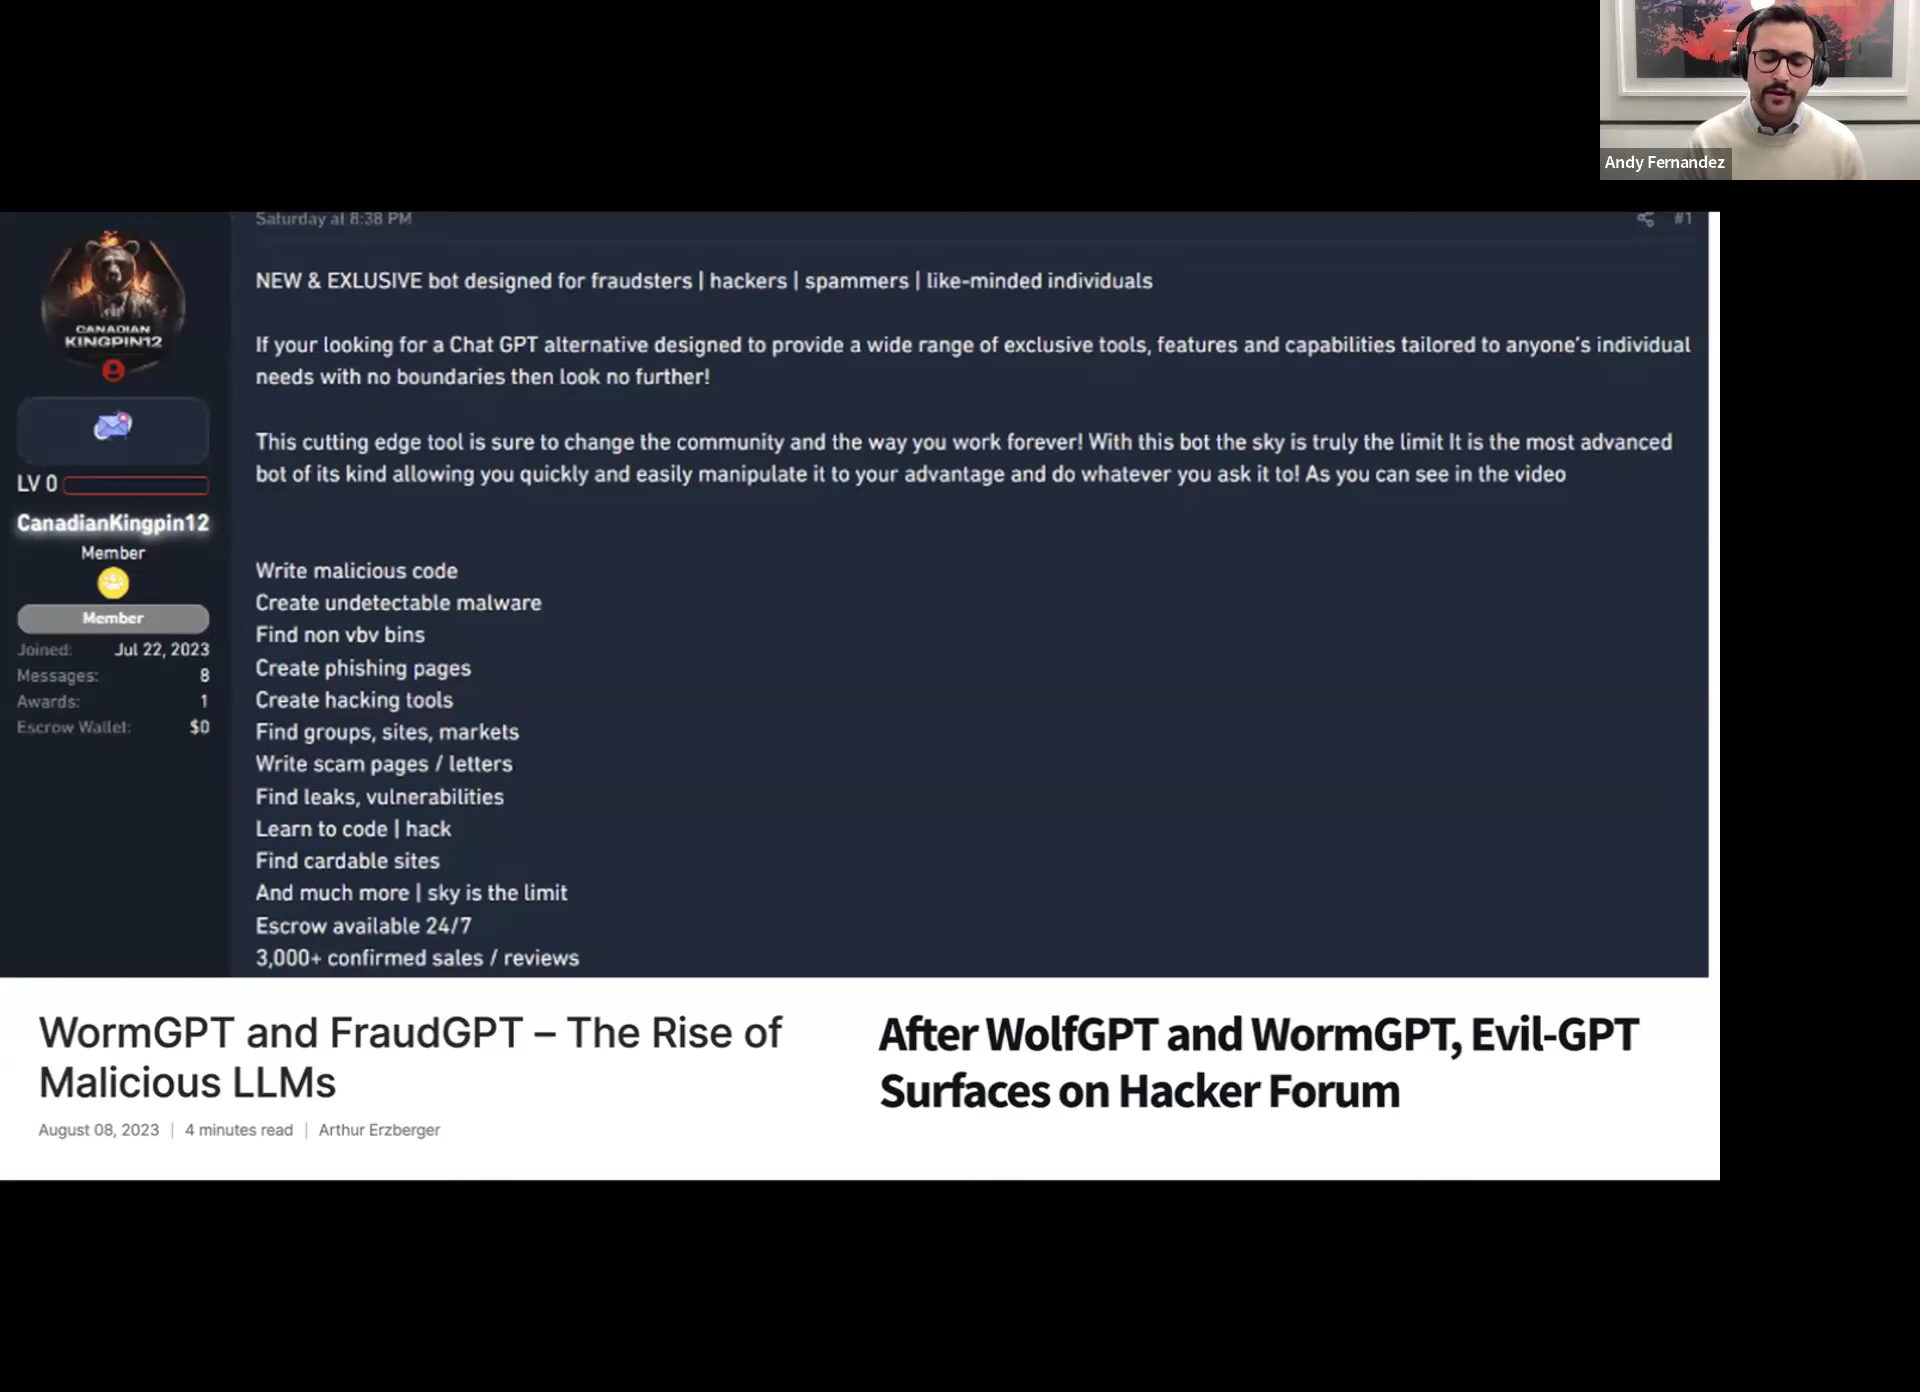 Andy Fernandez
Saturday at 8:38 PM
#1
CANADIAN
KINGPIN12
LV 0
CanadianKingpin12
Member
Member
Joined: Jul 22, 2023
Messages: 8
Awards: 1
Escrow Wallet: $0
NEW & EXLUSIVE bot designed for fraudsters | hackers | spammers | like-minded individuals
If your looking for a Chat GPT alternative designed to provide a wide range of exclusive tools, features and capabilities tailored to anyone's individual
needs with no boundaries then look no further!
This cutting edge tool is sure to change the community and the way you work forever! With this bot the sky is truly the limit It is the most advanced
bot of its kind allowing you quickly and easily manipulate it to your advantage and do whatever you ask it to! As you can see in the video
Write malicious code
Create undetectable malware
Find non vbv bins
Create phishing pages
Create hacking tools
Find groups, sites, markets
Write scam pages / letters
Find leaks, vulnerabilities
Learn to code | hack
Find cardable sites
And much more | sky is the limit
Escrow available 24/7
3,000+ confirmed sales / reviews
WormGPT and FraudGPT – The Rise of
Malicious LLMs
August 08, 2023 | 4 minutes read | Arthur Erzberger
After WolfGPT and WormGPT, Evil-GPT
Surfaces on Hacker Forum